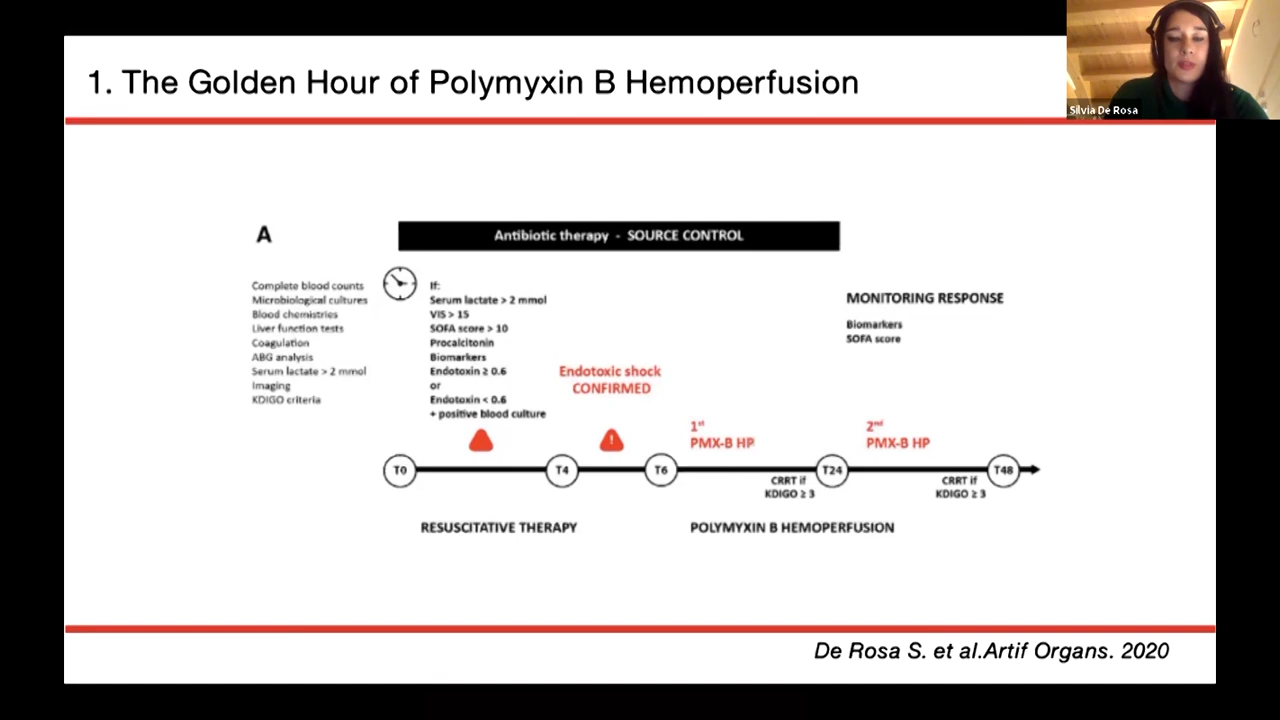 1. The Golden Hour of Polymyxin B Hemoperfusion
Silvia De Rosa
A
Antibiotic therapy - SOURCE CONTROL
Complete blood counts
Microbiological cultures
Blood chemistries
Liver function tests
Coagulation
ABG analysis
Serum lactate > 2 mmol
Imaging
KDIGO criteria
If:
Serum lactate > 2 mmol
VIS > 15
SOFA score > 10
Procalcitonin
Biomarkers
Endotoxin ≥ 0.6
or
Endotoxin < 0.6
+ positive blood culture
Endotoxic shock
CONFIRMED
!
MONITORING RESPONSE
Biomarkers
SOFA score
1st
PMX-B HP
2nd
PMX-B HP
T0
T4
T6
T24
T48
CRRT if
KDIGO ≥ 3
CRRT if
KDIGO ≥ 3
RESUSCITATIVE THERAPY
POLYMYXIN B HEMOPERFUSION
De Rosa S. et al.Artif Organs. 2020